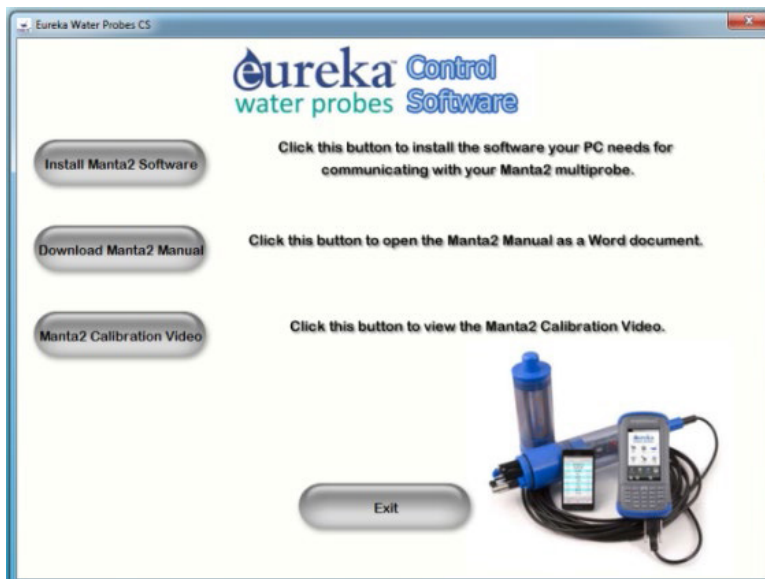 Eureka Water Probes CS
eureka Control
water probes Software
Install Manta2 Software
Click this button to install the software your PC needs for
communicating with your Manta2 multiprobe.
Download Manta2 Manual
Click this button to open the Manta2 Manual as a Word document.
Manta2 Calibration Video
Click this button to view the Manta2 Calibration Video.
eureka
Exit